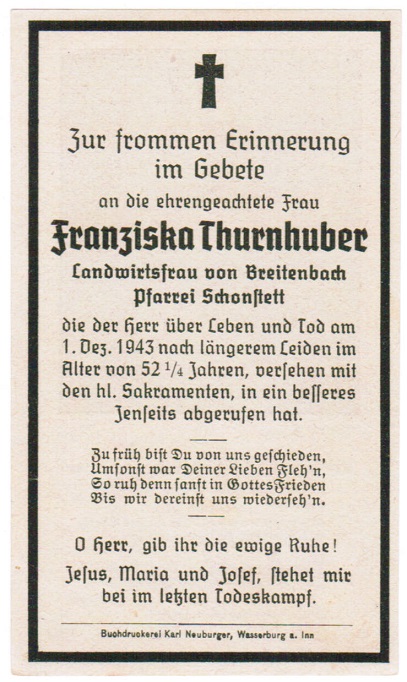 Zur frommen Erinnerung
im Gebete
an die ehrengeachtete Frau
Franziska Thurnhuber
Landwirtsfrau von Breitenbach
Pfarrei Schonstett
die der Herr über Leben und Tod am
1. Dez. 1943 nach längerem Leiden im
Alter von 52 1/4 Jahren, versehen mit
den hl. Sakramenten, in ein besseres
Jenseits abgerufen hat.
Zu früh bist Du von uns geschieden,
Umsonst war Deiner Lieben Fleh'n,
So ruh denn sanft in Gottes Frieden
Bis wir dereinst uns wiederseh'n.
O Herr, gib ihr die ewige Ruhe!
Jesus, Maria und Josef, stehet mir
bei im letzten Todeskampf.
Buchdruckerei Karl Neuburger, Wasserburg a. Inn